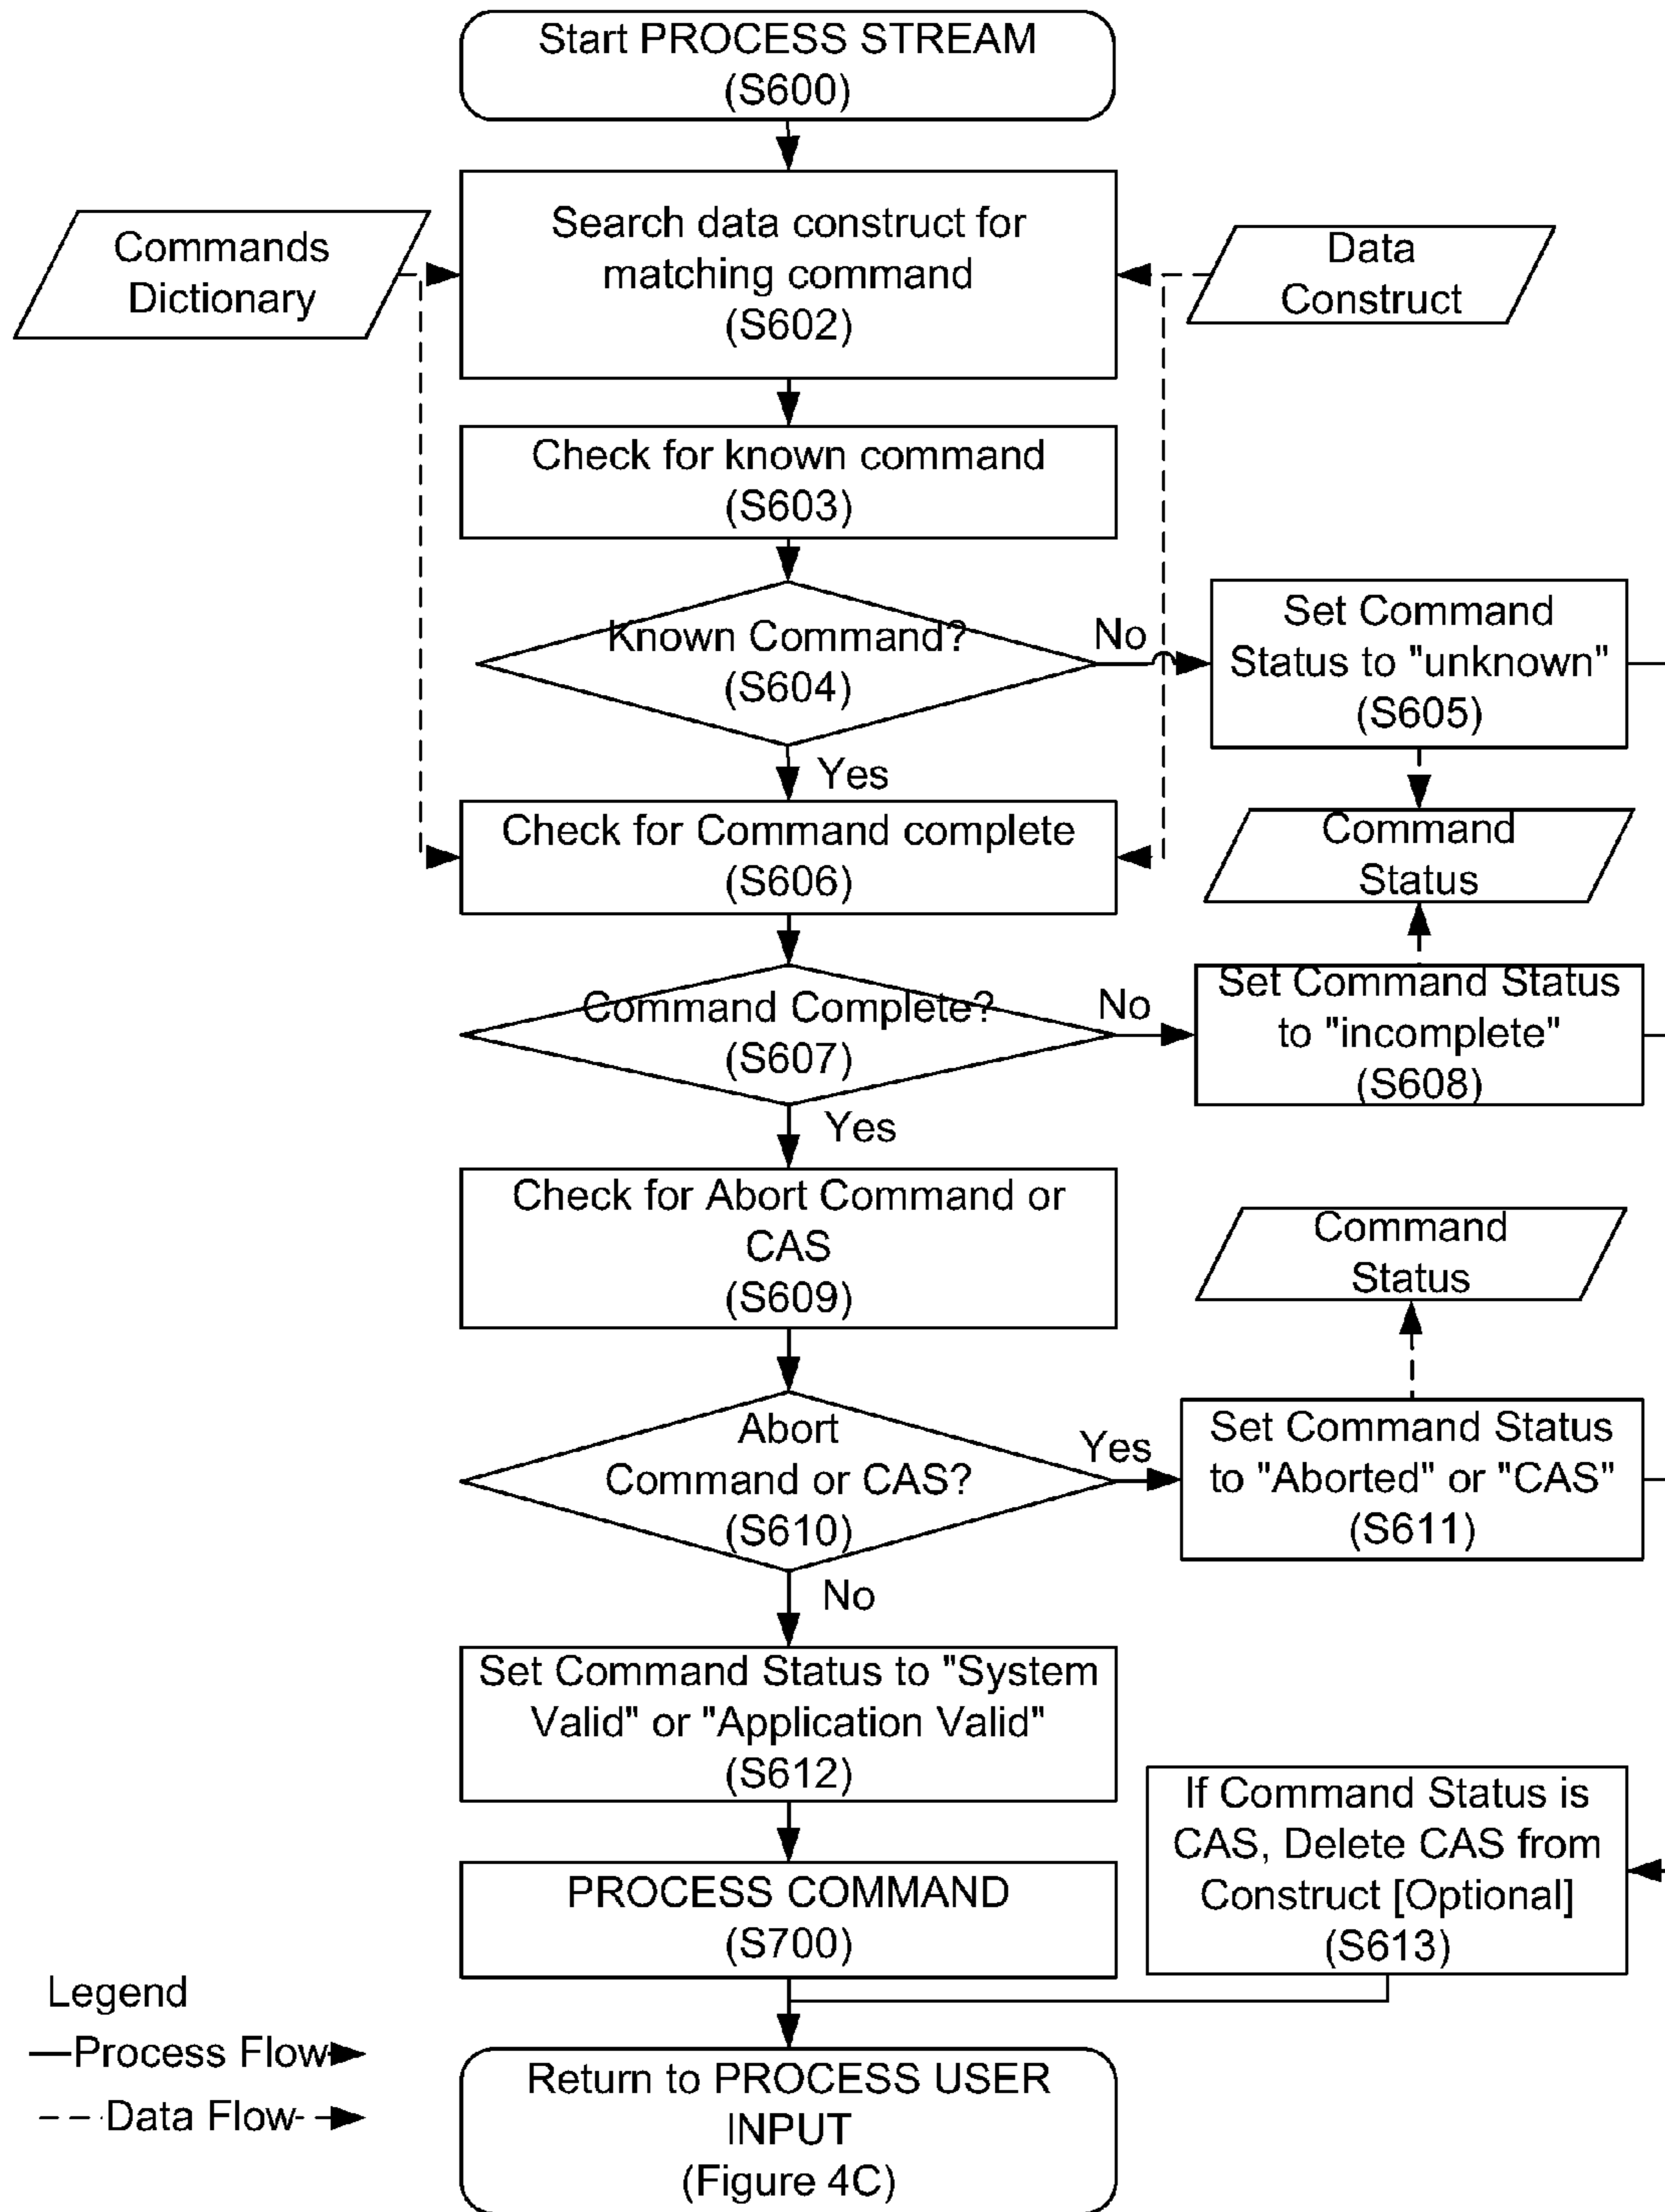 Start PROCESS STREAM
(S600)
Commands
Dictionary
Search data construct for
matching command
(S602)
Data
Construct
Check for known command
(S603)
Known Command?
(S604)
No
Set Command
Status to "unknown"
(S605)
Yes
Check for Command complete
(S606)
Command
Status
Command Complete?
(S607)
No
Set Command Status
to "incomplete"
(S608)
Yes
Check for Abort Command or
CAS
(S609)
Command
Status
Abort
Command or CAS?
(S610)
Yes
Set Command Status
to "Aborted" or "CAS"
(S611)
No
Set Command Status to "System
Valid" or "Application Valid"
(S612)
If Command Status is
CAS, Delete CAS from
Construct [Optional]
(S613)
PROCESS COMMAND
(S700)
Legend
Process Flow
Data Flow
Return to PROCESS USER
INPUT
(Figure 4C)